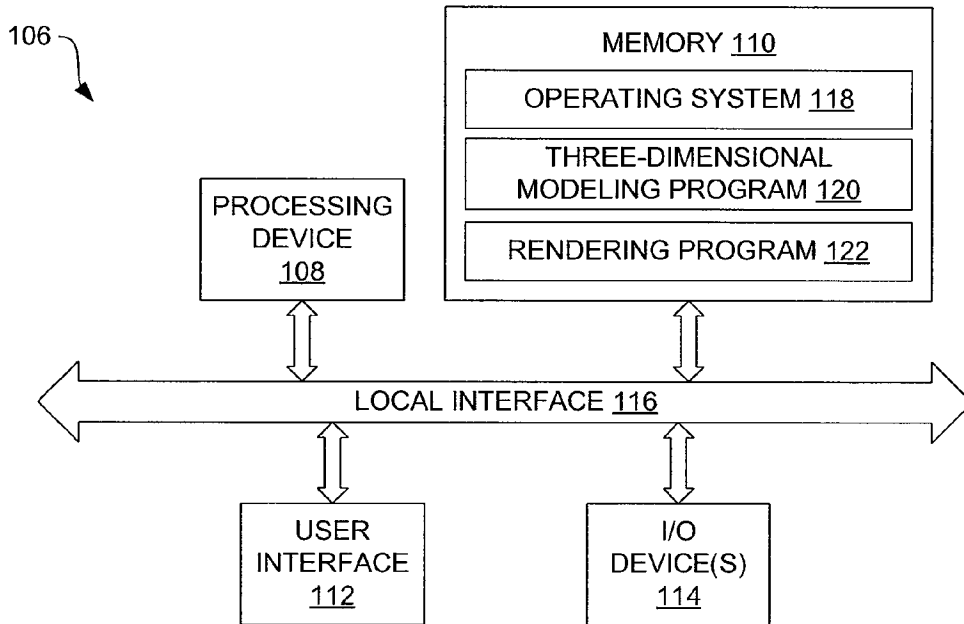 106
MEMORY 110
OPERATING SYSTEM 118
THREE-DIMENSIONAL
MODELING PROGRAM 120
RENDERING PROGRAM 122
PROCESSING
DEVICE
108
LOCAL INTERFACE 116
USER
INTERFACE
112
I/O
DEVICE(S)
114